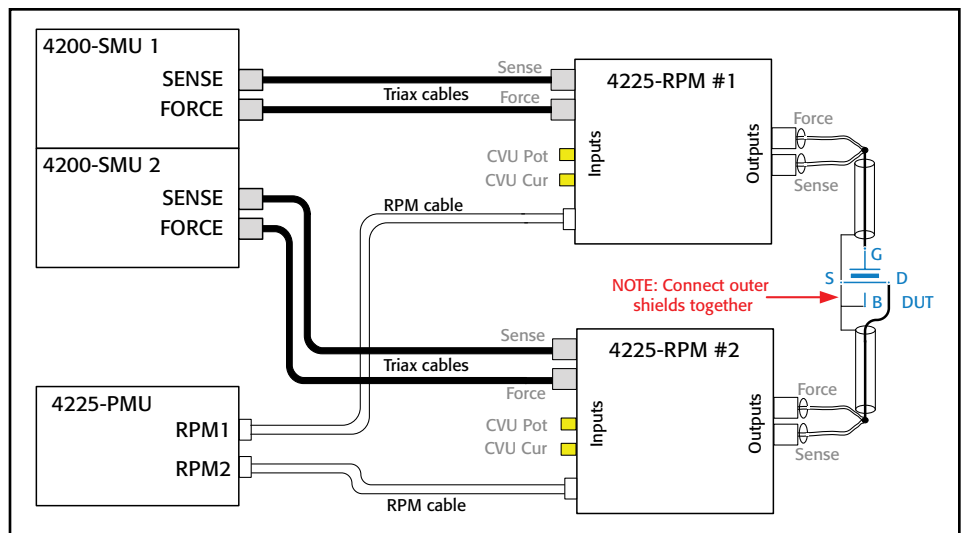 4200-SMU 1
SENSE
FORCE
4200-SMU 2
SENSE
FORCE
4225-PMU
RPM1
RPM2
Triax cables
RPM cable
Triax cables
RPM cable
Sense
Force
CVU Pot
CVU Cur
4225-RPM #1
Inputs
Outputs
Force
Sense
Sense
Force
CVU Pot
CVU Cur
4225-RPM #2
Inputs
Outputs
Force
Sense
G
S
D
B
DUT
NOTE: Connect outer
shields together